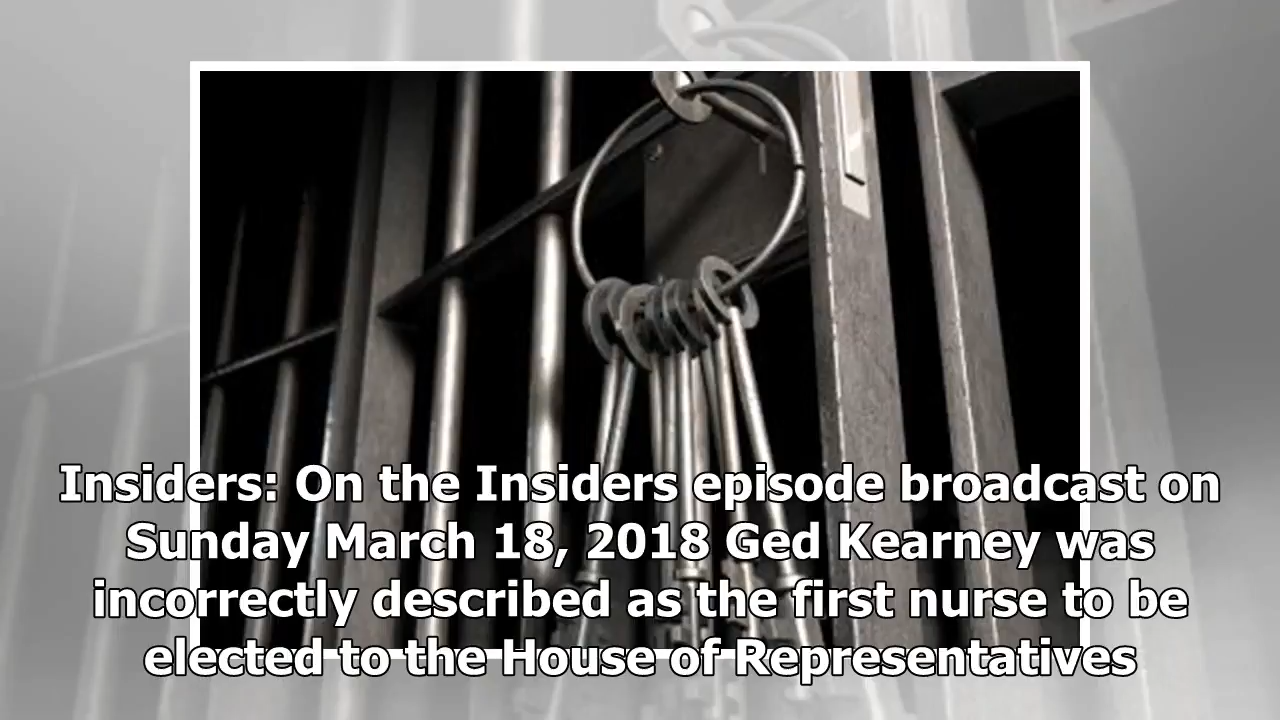 Insiders: On the Insiders episode broadcast on
Sunday March 18, 2018 Ged Kearney was
incorrectly described as the first nurse to be
elected to the House of Representatives